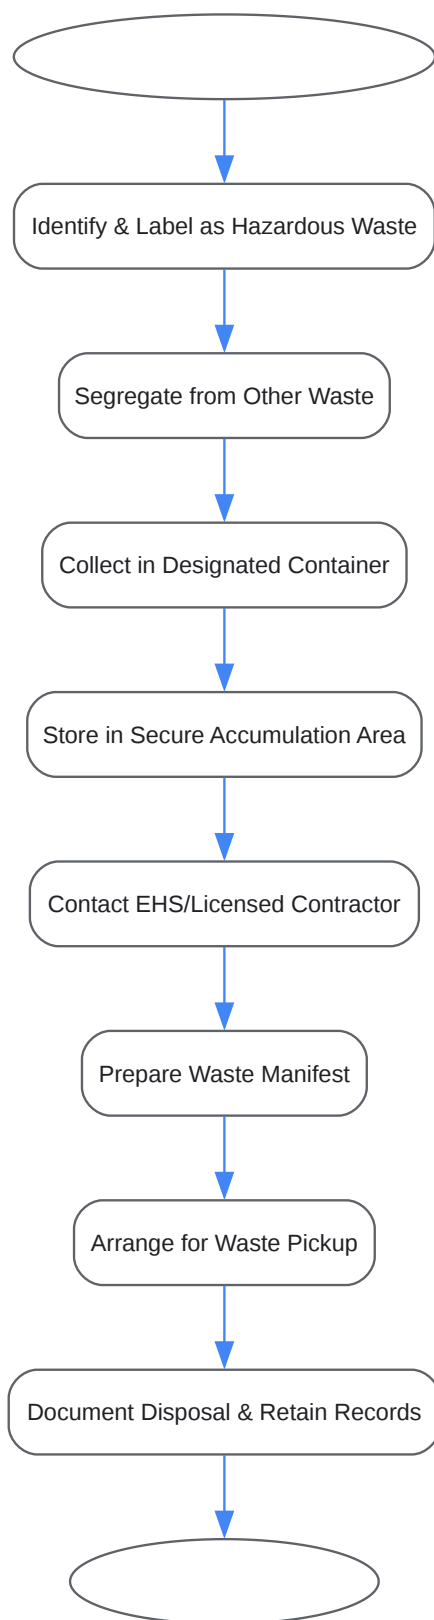 Identify & Label as Hazardous Waste
Segregate from Other Waste
Collect in Designated Container
Store in Secure Accumulation Area
Contact EHS/Licensed Contractor
Prepare Waste Manifest
Arrange for Waste Pickup
Document Disposal & Retain Records